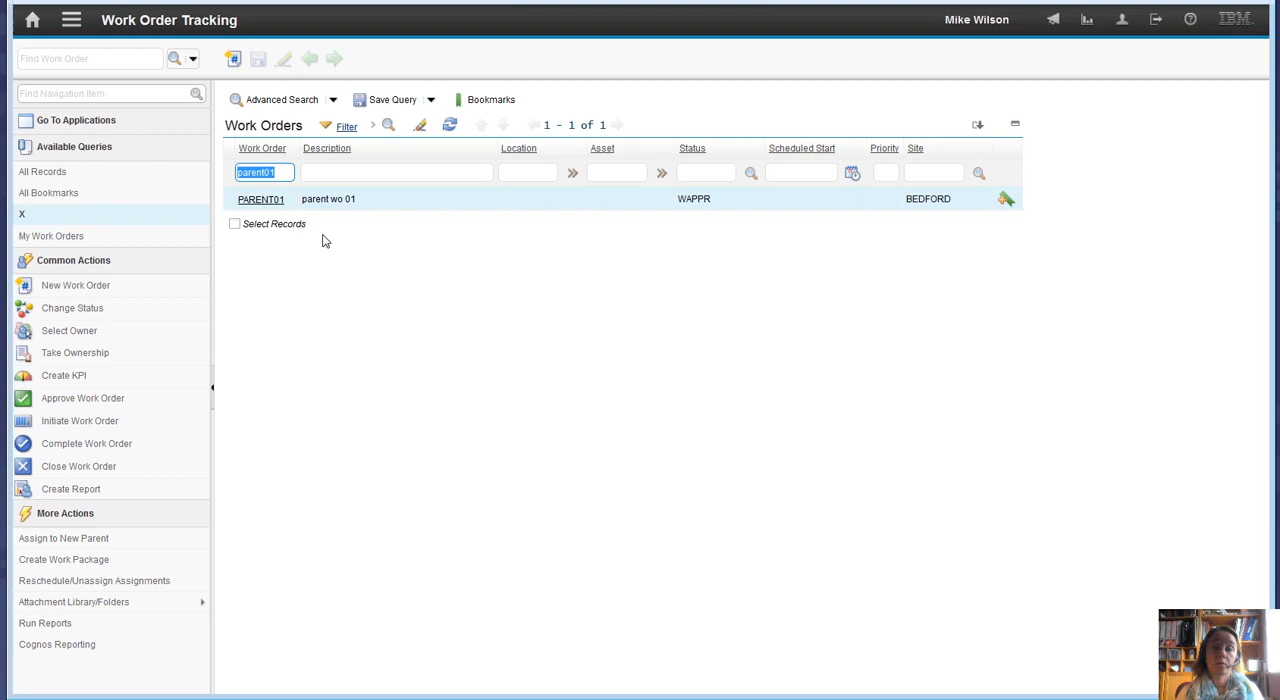 Work Order Tracking
Mike Wilson
IBM
Find Work Order
Find Navigation Item
Go To Applications
Available Queries
All Records
All Bookmarks
X
My Work Orders
Common Actions
New Work Order
Change Status
Select Owner
Take Ownership
Create KPI
Approve Work Order
Initiate Work Order
Complete Work Order
Close Work Order
Create Report
More Actions
Assign to New Parent
Create Work Package
Reschedule/Unassign Assignments
Attachment Library/Folders
Run Reports
Cognos Reporting
Advanced Search Save Query Bookmarks
Work Orders Filter 1 - 1 of 1
Work Order Description Location Asset Status Scheduled Start Priority Site
parent01
PARENT01 parent wo 01 WAPPR BEDFORD
Select Records